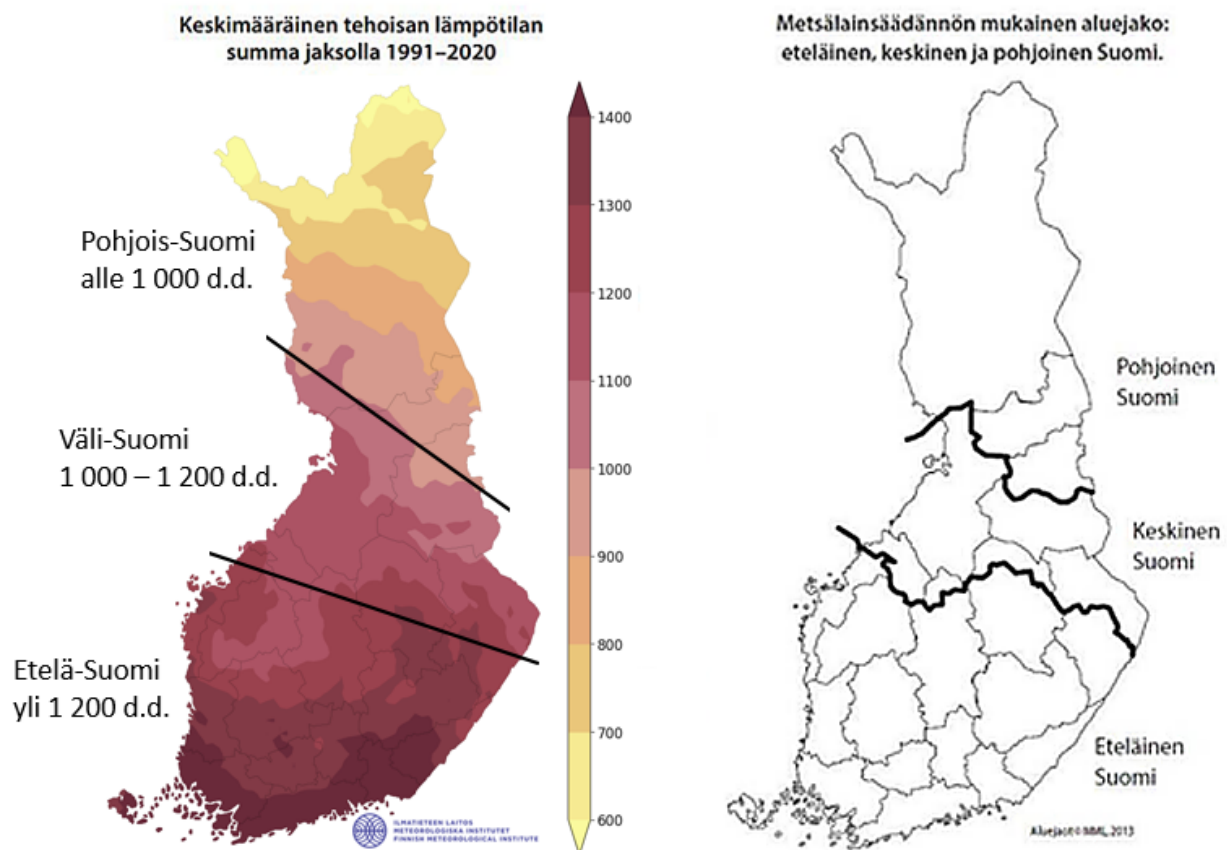 Keskimääräinen tehoisan lämpötilan
summa jaksolla 1991–2020
Pohjois-Suomi
alle 1 000 d.d.
Väli-Suomi
1 000 – 1 200 d.d.
Etelä-Suomi
yli 1 200 d.d.
1400
1300
1200
1100
1000
900
800
700
600
ILMATIETEEN LAITOS
METEOROLOGISKA INSTITUTET
FINNISH METEOROLOGICAL INSTITUTE
Metsälainsäädännön mukainen aluejako:
eteläinen, keskinen ja pohjoinen Suomi.
Pohjoinen
Suomi
Keskinen
Suomi
Eteläinen
Suomi
Aluejaot© MML, 2013